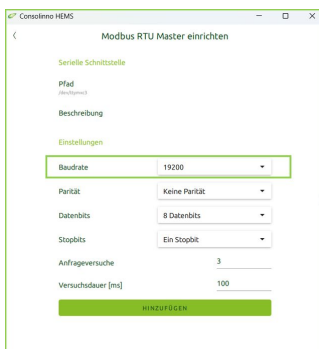 Consolinno HEMS
Modbus RTU Master einrichten
Serielle Schnittstelle
Pfad
Beschreibung
Einstellungen
Baudrate 19200
Parität Keine Parität
Datenbits 8 Datenbits
Stopbits Ein Stopbit
Anfrageversuche 3
Versuchsdauer [ms] 100
HINZUFÜGEN